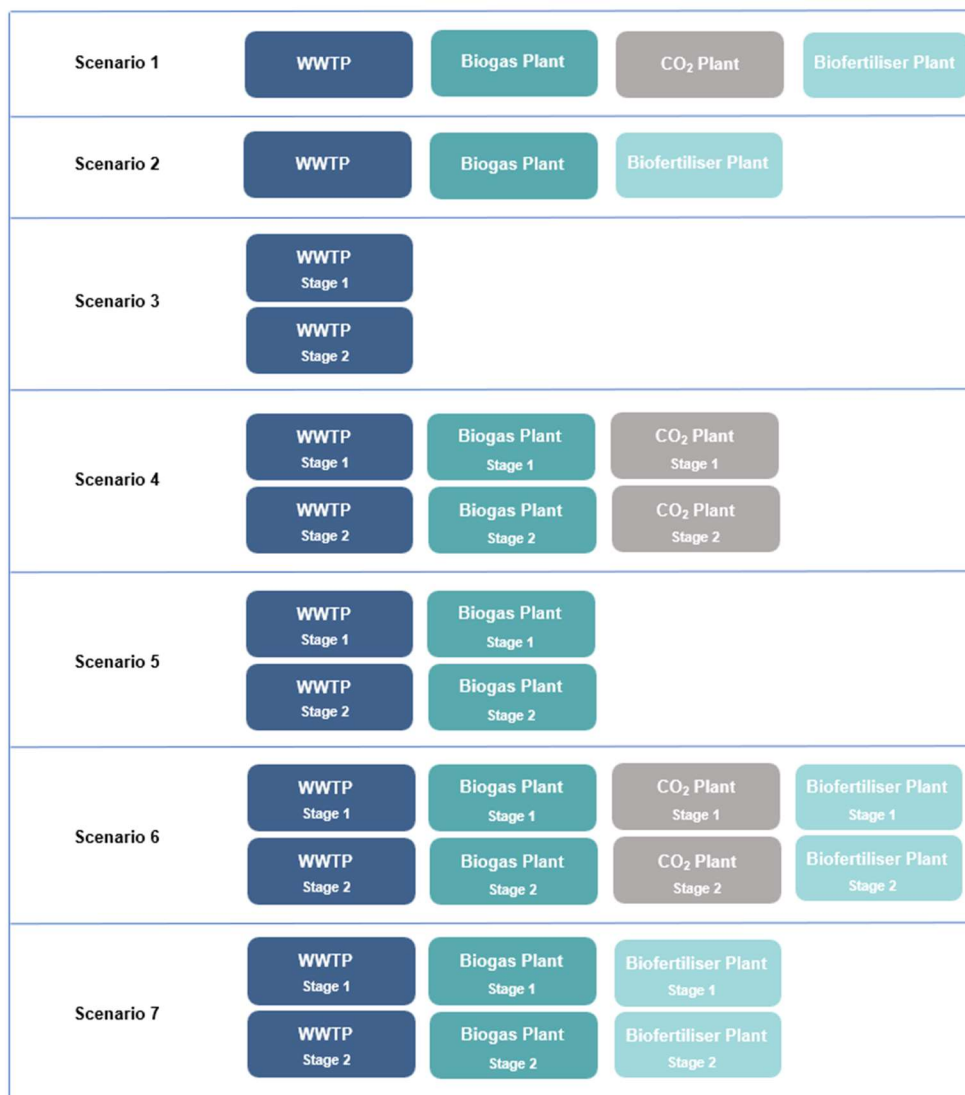 Scenario 1
WWTP
Biogas Plant
CO₂ Plant
Biofertiliser Plant
Scenario 2
WWTP
Biogas Plant
Biofertiliser Plant
Scenario 3
WWTP
Stage 1
WWTP
Stage 2
Scenario 4
WWTP
Stage 1
Biogas Plant
Stage 1
CO₂ Plant
Stage 1
WWTP
Stage 2
Biogas Plant
Stage 2
CO₂ Plant
Stage 2
Scenario 5
WWTP
Stage 1
Biogas Plant
Stage 1
WWTP
Stage 2
Biogas Plant
Stage 2
Scenario 6
WWTP
Stage 1
Biogas Plant
Stage 1
CO₂ Plant
Stage 1
Biofertiliser Plant
Stage 1
WWTP
Stage 2
Biogas Plant
Stage 2
CO₂ Plant
Stage 2
Biofertiliser Plant
Stage 2
Scenario 7
WWTP
Stage 1
Biogas Plant
Stage 1
Biofertiliser Plant
Stage 1
WWTP
Stage 2
Biogas Plant
Stage 2
Biofertiliser Plant
Stage 2